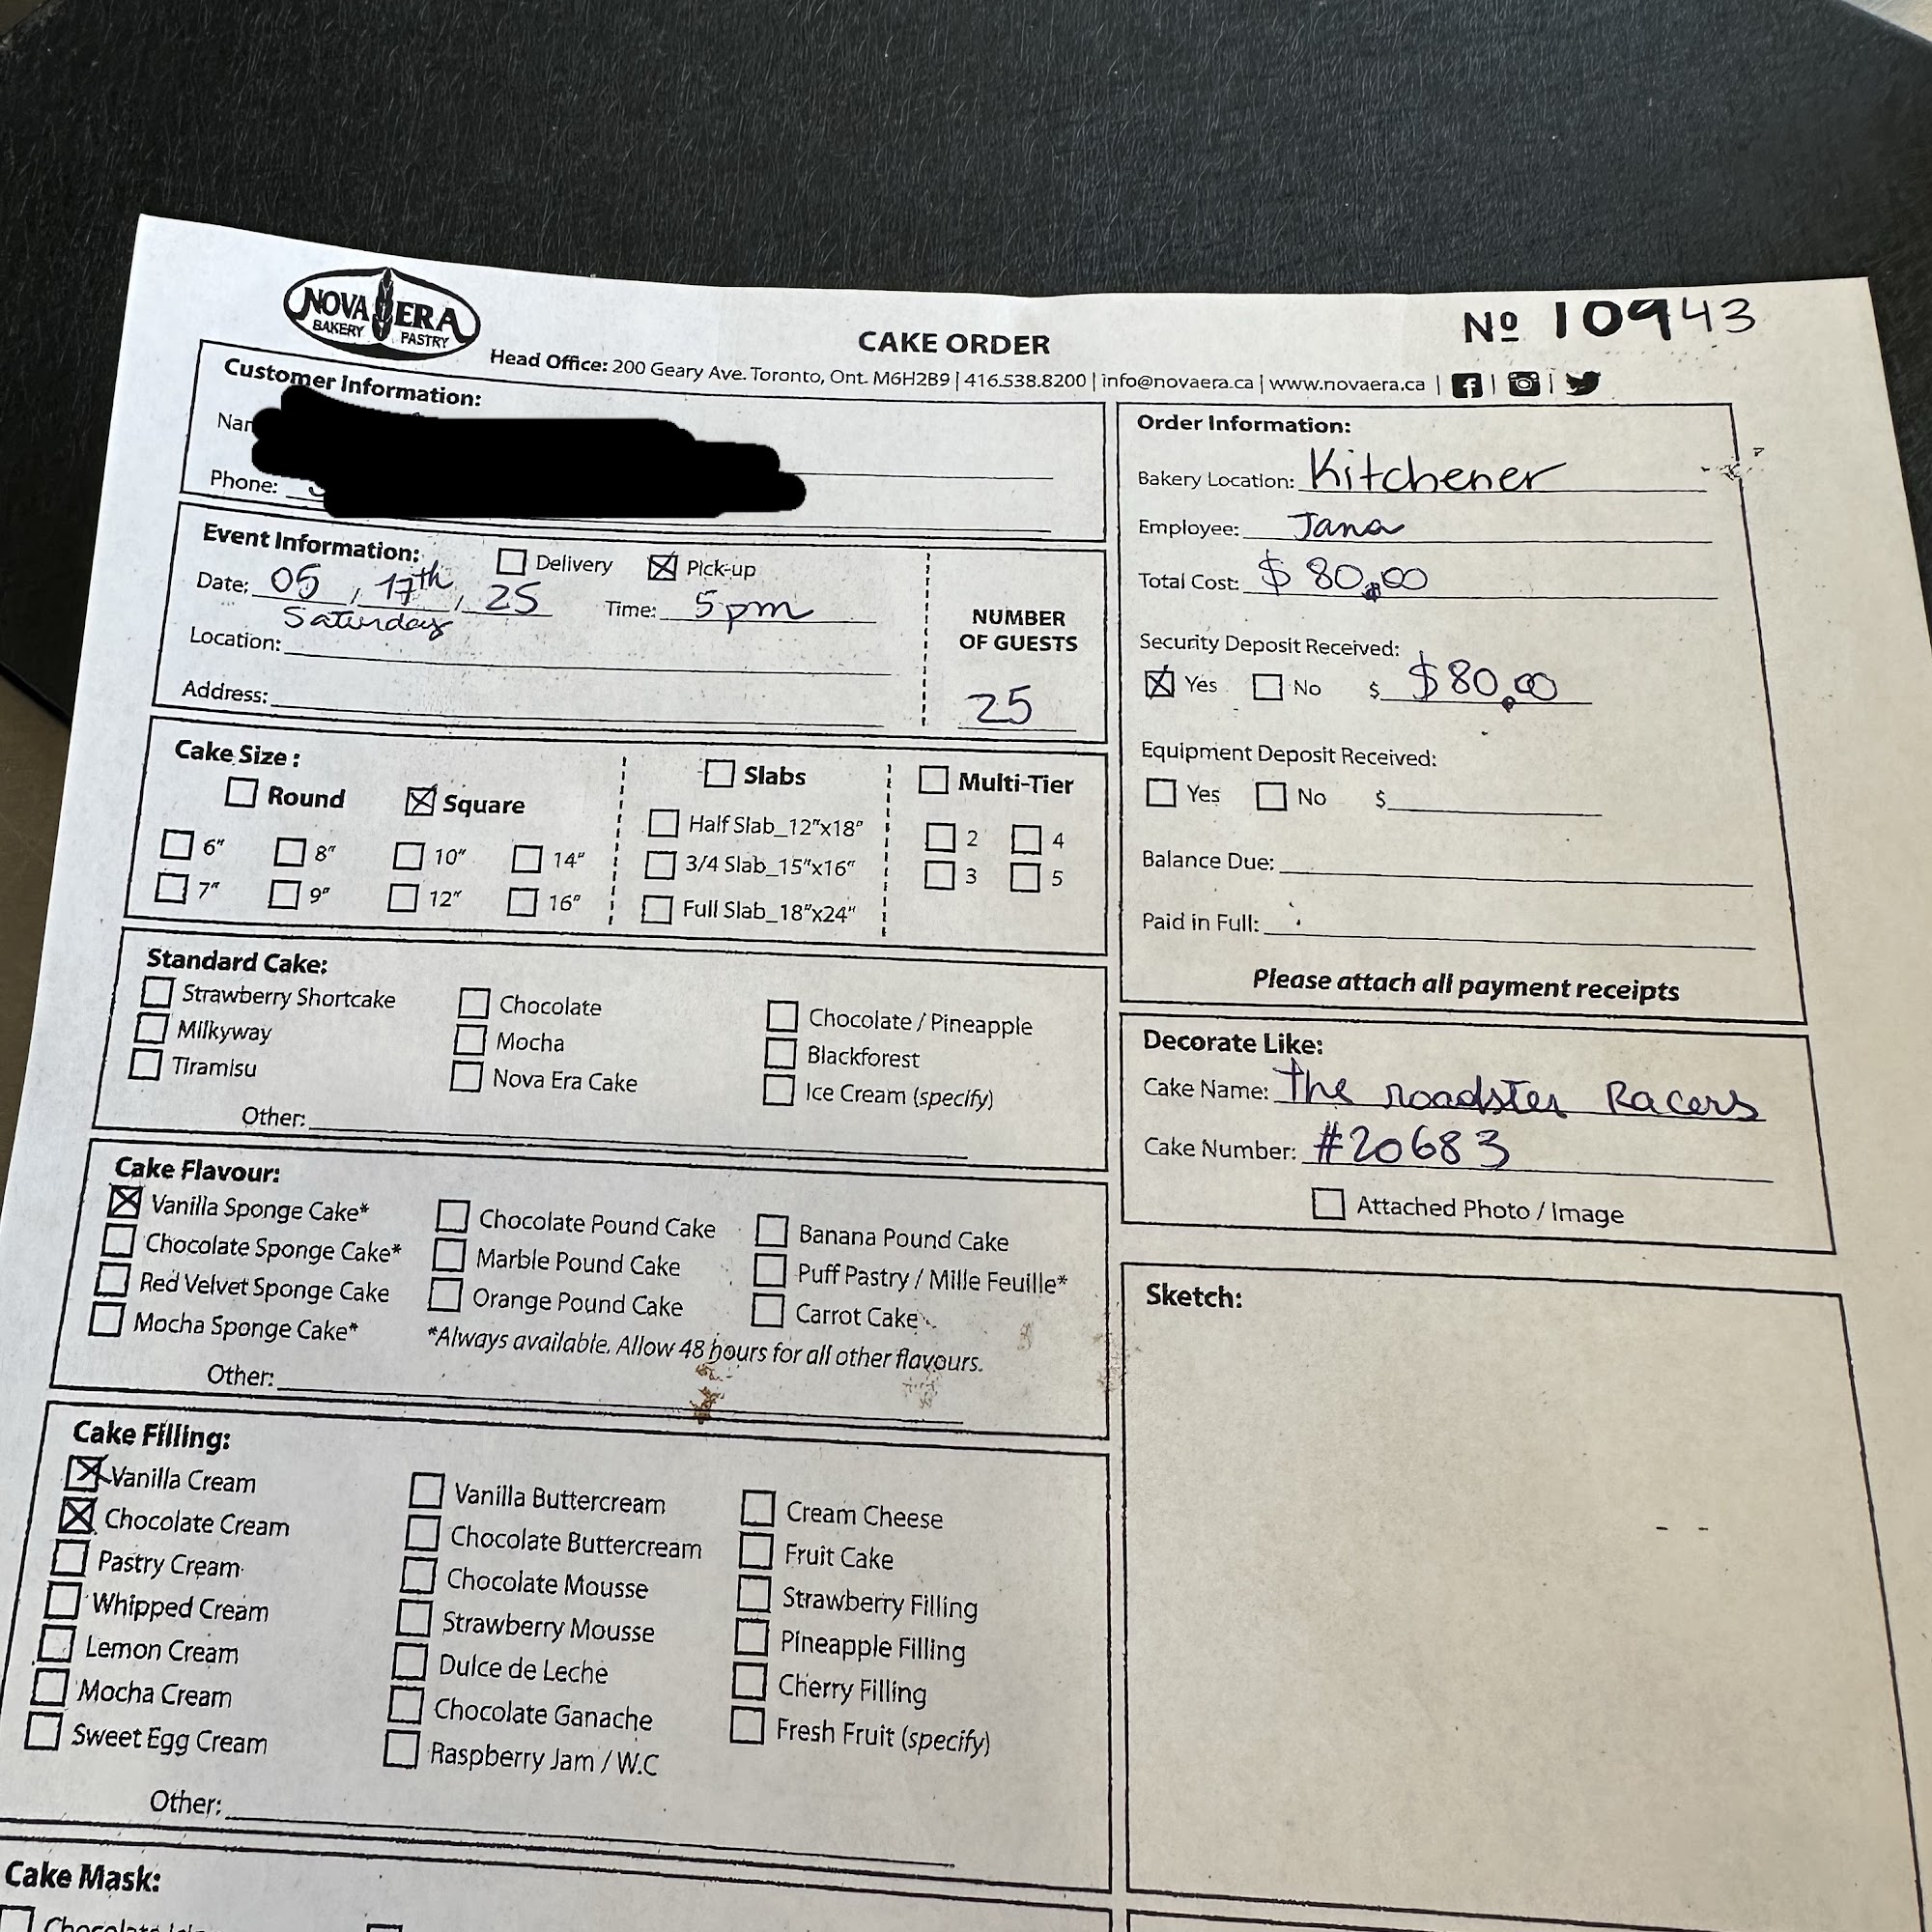 NOVA ERA
BAKERY PASTRY
CAKE ORDER
Nº 10943
Head Office: 200 Geary Ave. Toronto, Ont. M6H2B9 | 416.538.8200 | info@novaera.ca | www.novaera.ca |
Customer Information:
Phone:
Event Information:
Delivery
Pick-up
Date: 05, 17th, 25
Time: 5pm
Saturday
Location:
Address:
NUMBER
OF GUESTS
25
Cake Size:
Round
Square
6" 8" 10" 14"
7" 9" 12" 16"
Slabs
Half Slab_12"x18"
3/4 Slab_15"x16"
Full Slab_18"x24"
Multi-Tier
2 4
3 5
Standard Cake:
Strawberry Shortcake
Milkyway
Tiramisu
Chocolate
Mocha
Nova Era Cake
Chocolate / Pineapple
Blackforest
Ice Cream (specify)
Other:
Cake Flavour:
Vanilla Sponge Cake*
Chocolate Sponge Cake*
Red Velvet Sponge Cake
Mocha Sponge Cake*
Chocolate Pound Cake
Marble Pound Cake
Orange Pound Cake
Banana Pound Cake
Puff Pastry / Mille Feuille*
Carrot Cake
*Always available. Allow 48 hours for all other flavours.
Other:
Cake Filling:
Vanilla Cream
Chocolate Cream
Pastry Cream
Whipped Cream
Lemon Cream
Mocha Cream
Sweet Egg Cream
Vanilla Buttercream
Chocolate Buttercream
Chocolate Mousse
Strawberry Mousse
Dulce de Leche
Chocolate Ganache
Raspberry Jam / W.C
Cream Cheese
Fruit Cake
Strawberry Filling
Pineapple Filling
Cherry Filling
Fresh Fruit (specify)
Other:
Cake Mask:
Order Information:
Bakery Location: Kitchener
Employee: Jana
Total Cost: $80.00
Security Deposit Received:
Yes No $ $80.00
Equipment Deposit Received:
Yes No $
Balance Due:
Paid in Full:
Please attach all payment receipts
Decorate Like:
Cake Name: The roadster Racers
Cake Number: #20683
Attached Photo / Image
Sketch: